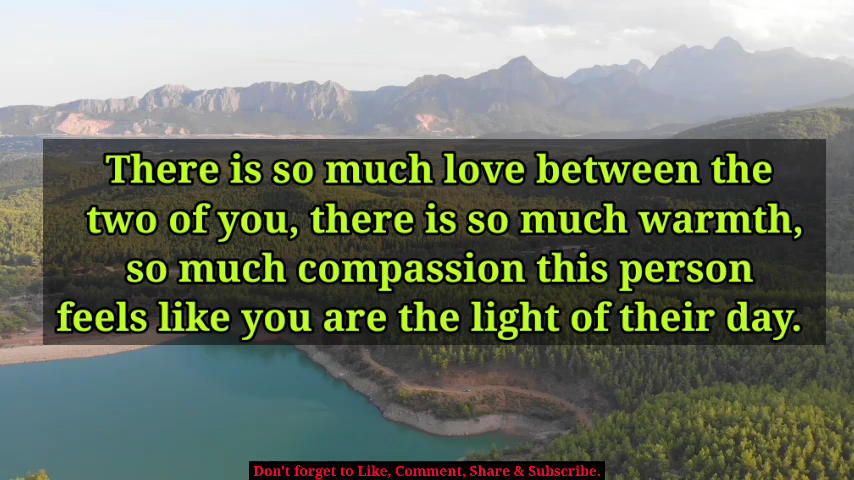 There is so much love between the
two of you, there is so much warmth,
so much compassion this person
feels like you are the light of their day.
Don't forget to Like, Comment, Share & Subscribe.